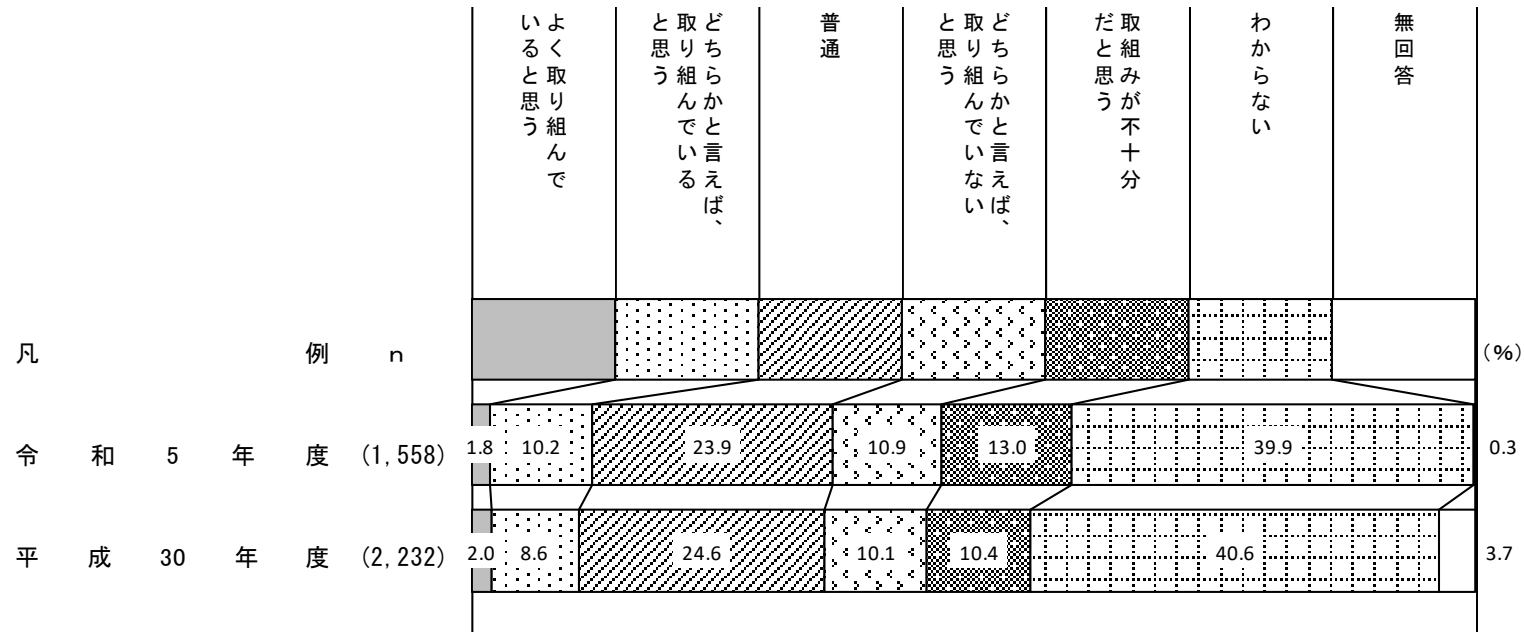 よく取り組んで
いると思う
どちらかと言えば、
取り組んでいる
と思う
普通
どちらかと言えば、
取り組んでいない
と思う
取組みが不十分
だと思う
わからない
無回答
凡 例 n
(%)
令 和 5 年 度 (1,558) 1.8 10.2 23.9 10.9 13.0 39.9 0.3
平 成 30 年 度 (2,232) 2.0 8.6 24.6 10.1 10.4 40.6 3.7